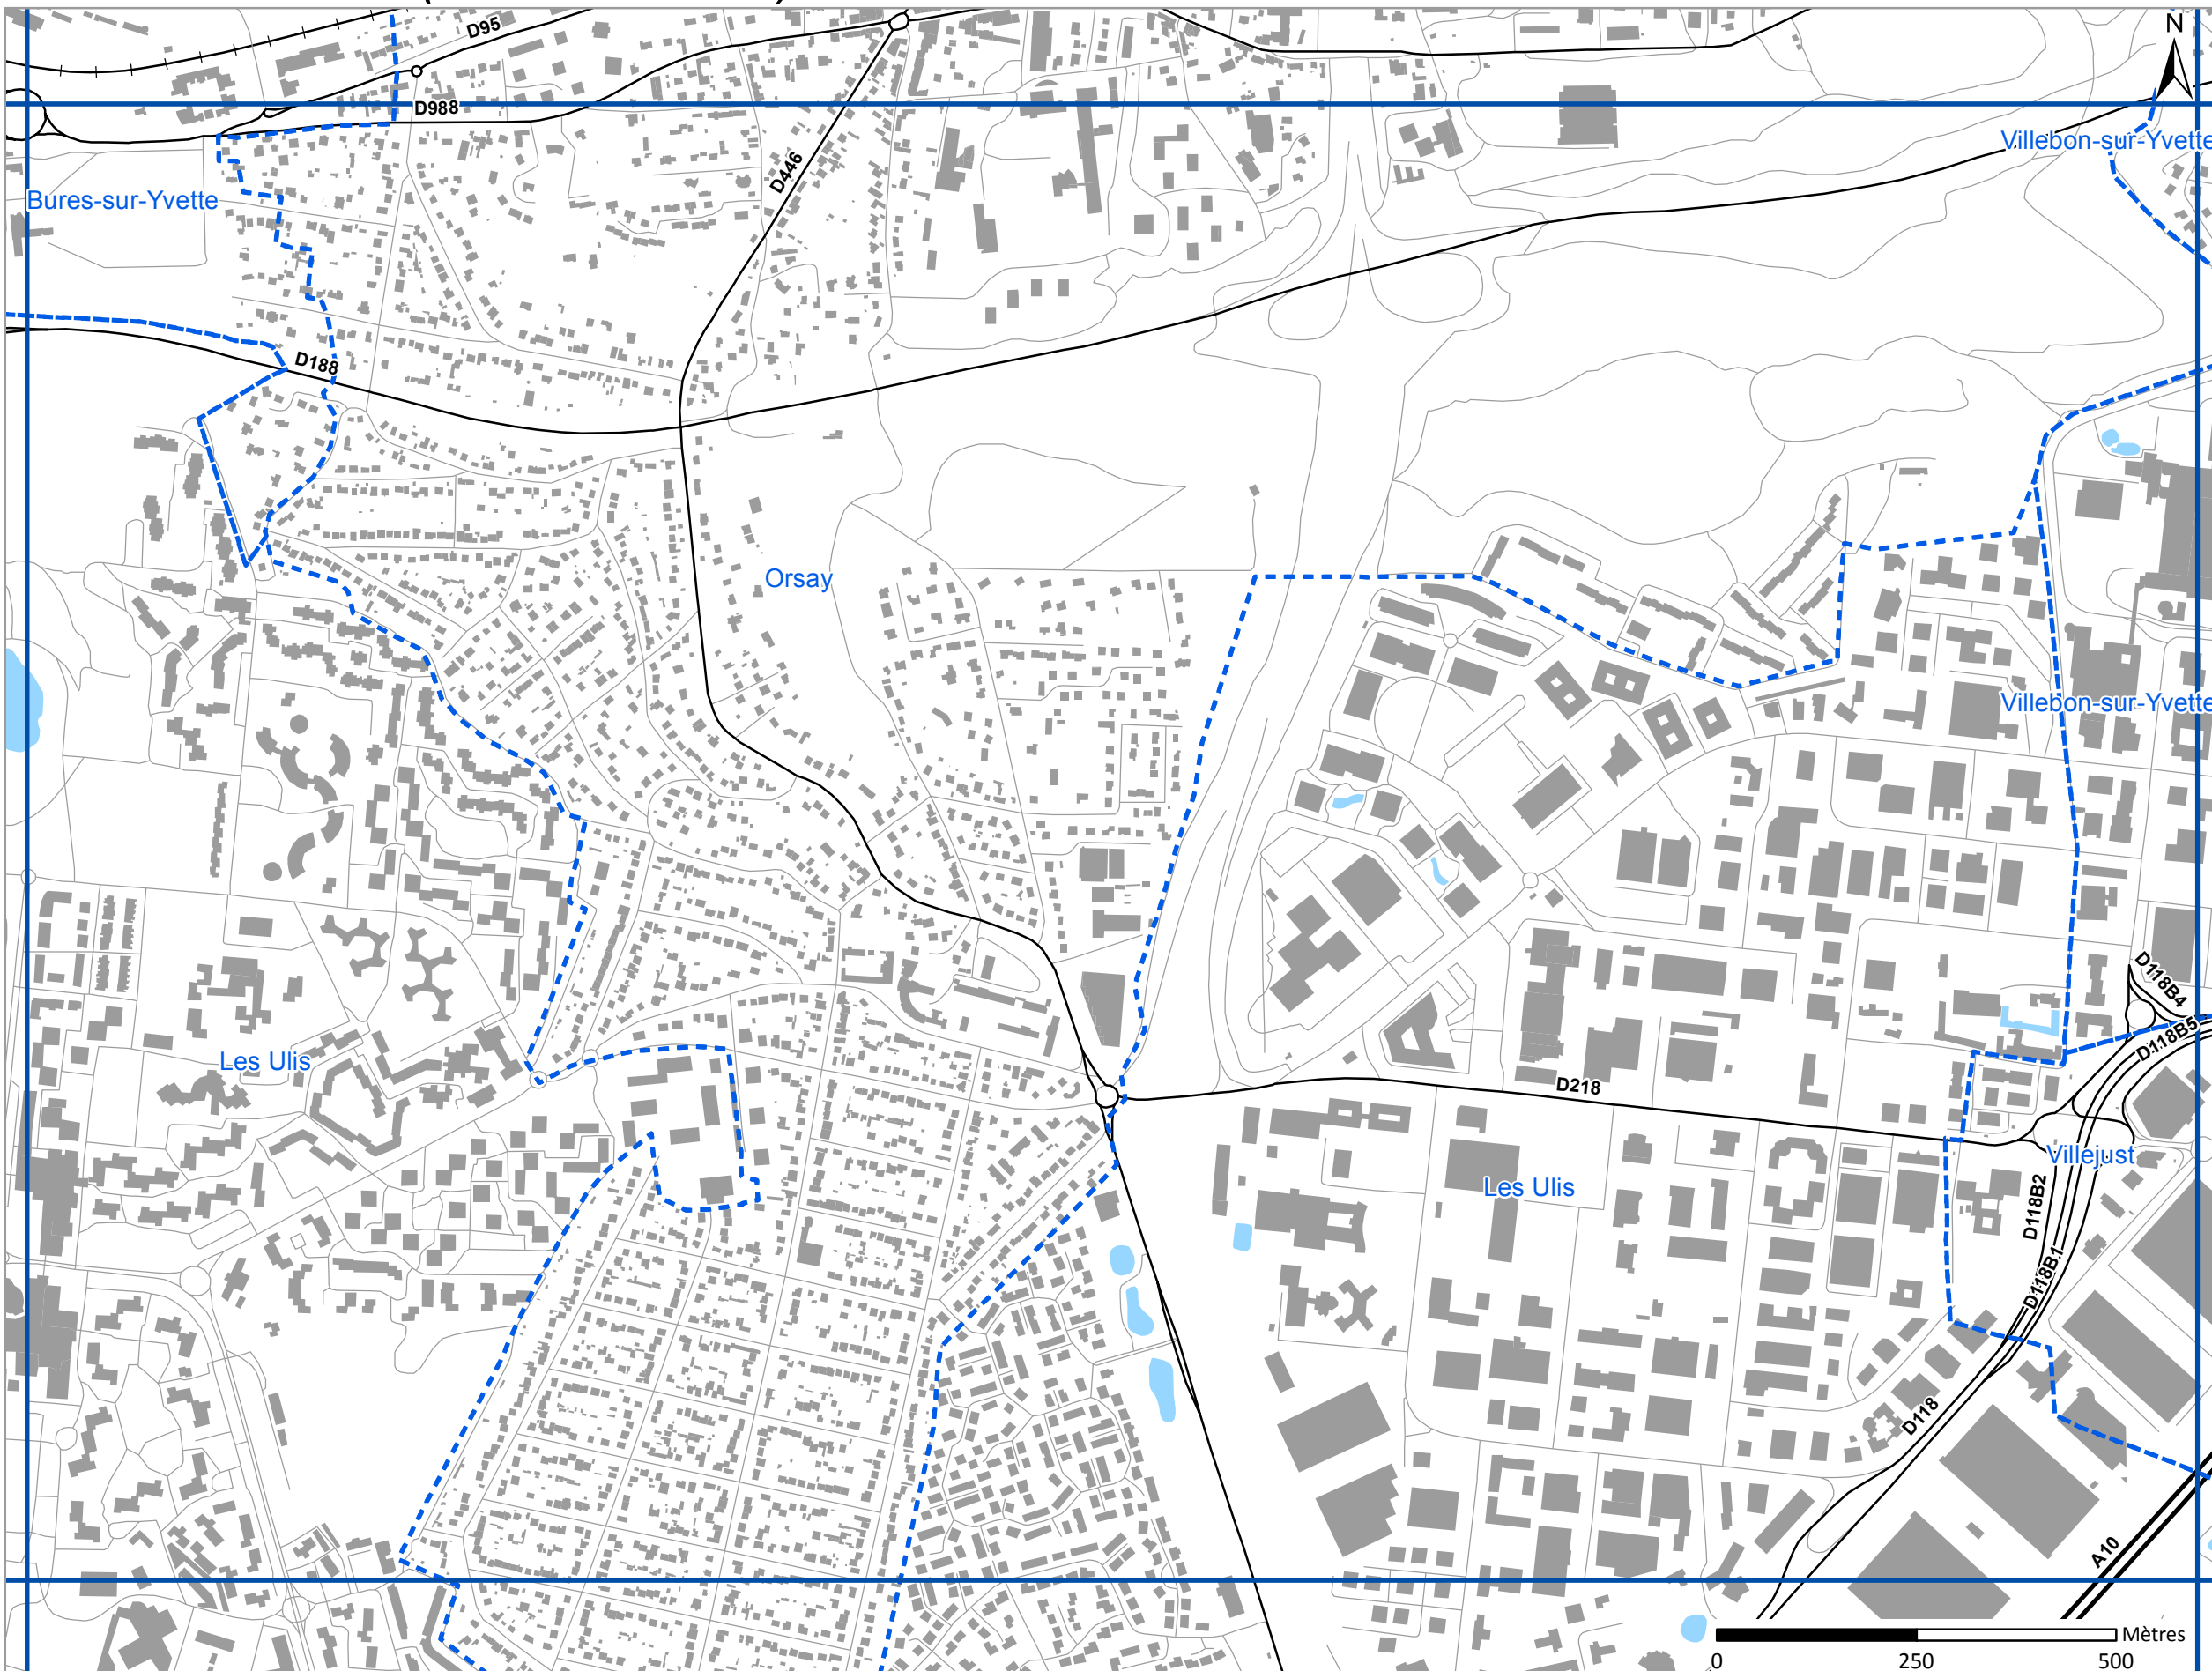 D95
N
D988
Villebon-sur-Yvette
D446
Bures-sur-Yvette
D188
Orsay
Villebon-sur-Yvette
D118B4
D118B5
Les Ulis
D218
Villejust
Les Ulis
D118B2
D118B1
D118
A10
Mètres
0 250 500